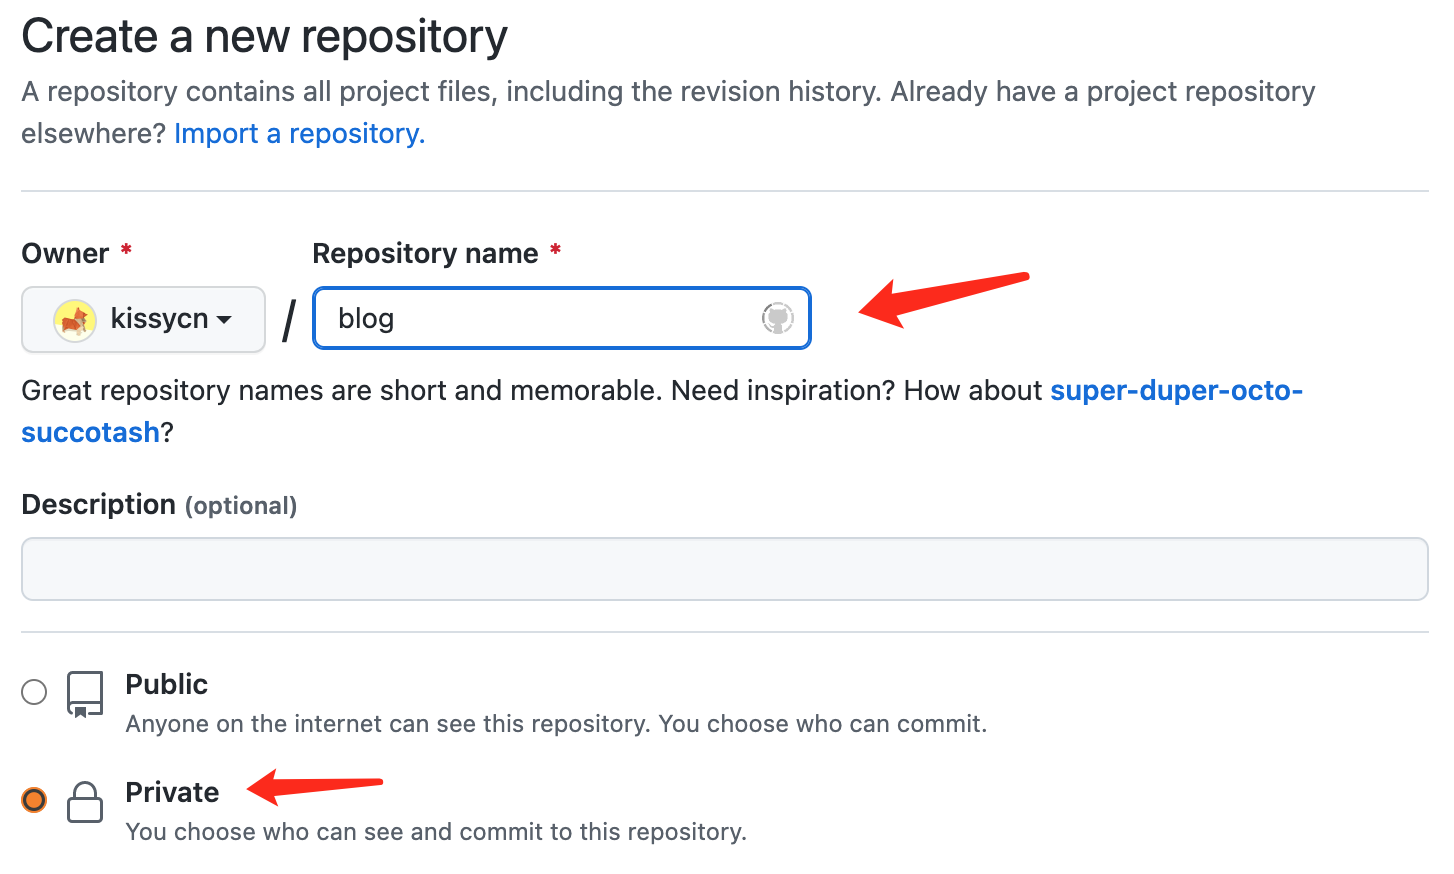 Create a new repository
A repository contains all project files, including the revision history. Already have a project repository
elsewhere? Import a repository.
Owner * Repository name *
kissycn / blog
Great repository names are short and memorable. Need inspiration? How about super-duper-octo-
succotash?
Description (optional)
Public
Anyone on the internet can see this repository. You choose who can commit.
Private
You choose who can see and commit to this repository.